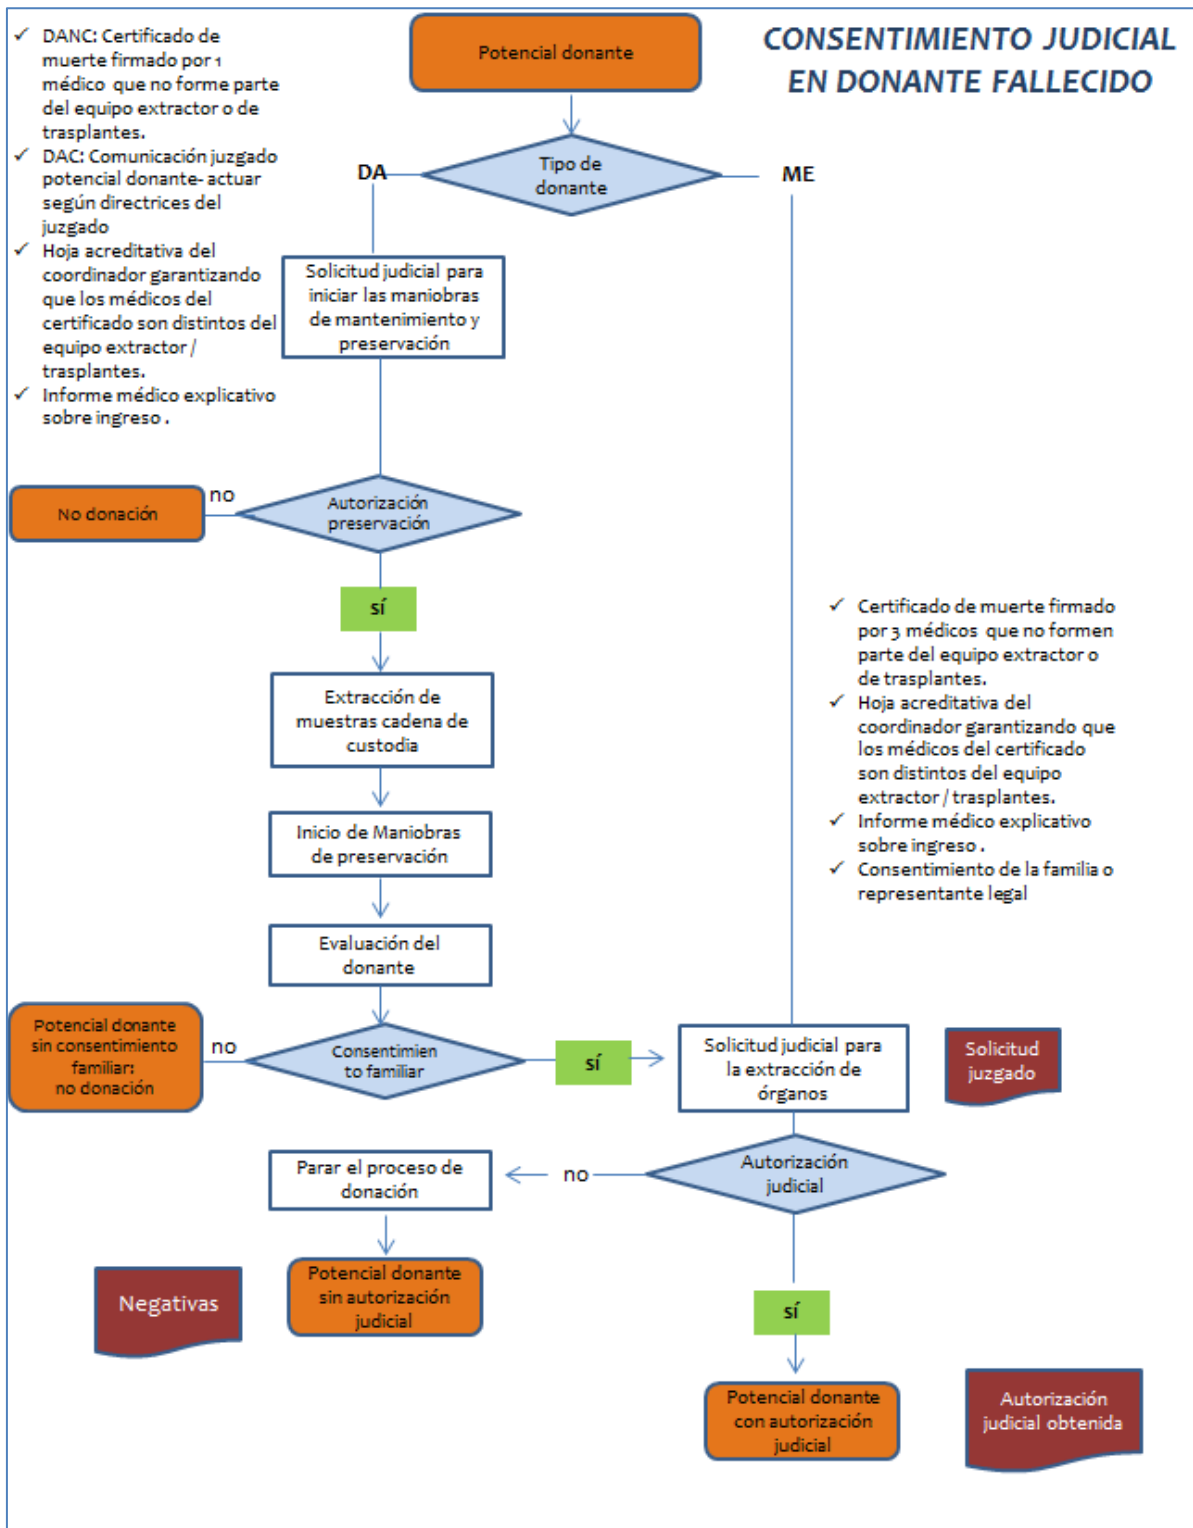 CONSENTIMIENTO JUDICIAL
EN DONANTE FALLECIDO
✓ DANC: Certificado de
muerte firmado por 1
médico que no forme parte
del equipo extractor o de
trasplantes.
✓ DAC: Comunicación juzgado
potencial donante- actuar
según directrices del
juzgado
✓ Hoja acreditativa del
coordinador garantizando
que los médicos del
certificado son distintos del
equipo extractor /
trasplantes.
✓ Informe médico explicativo
sobre ingreso .
Potencial donante
Tipo de
donante
DA
ME
Solicitud judicial para
iniciar las maniobras
de mantenimiento y
preservación
Autorización
preservación
no
No donación
sí
Extracción de
muestras cadena de
custodia
Inicio de Maniobras
de preservación
Evaluación del
donante
Consentimien
to familiar
no
Potencial donante
sin consentimiento
familiar:
no donación
sí
✓ Certificado de muerte firmado
por 3 médicos que no formen
parte del equipo extractor o
de trasplantes.
✓ Hoja acreditativa del
coordinador garantizando que
los médicos del certificado
son distintos del equipo
extractor / trasplantes.
✓ Informe médico explicativo
sobre ingreso .
✓ Consentimiento de la familia o
representante legal
Solicitud judicial para
la extracción de
órganos
Solicitud
juzgado
Autorización
judicial
no
Parar el proceso de
donación
Potencial donante
sin autorización
judicial
Negativas
sí
Potencial donante
con autorización
judicial
Autorización
judicial obtenida